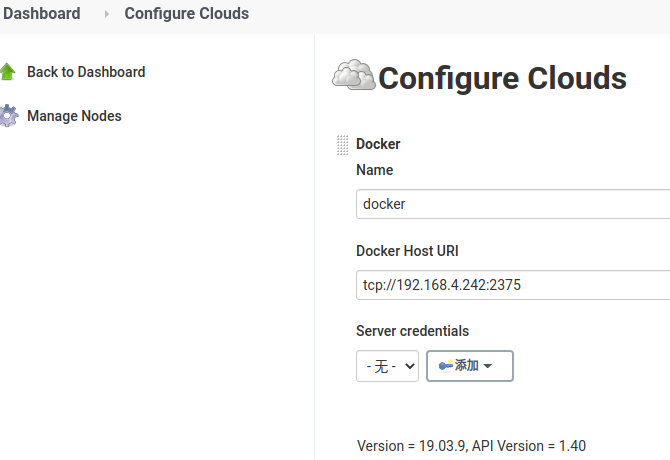 Dashboard Configure Clouds
Back to Dashboard
Manage Nodes
Configure Clouds
Docker
Name
docker
Docker Host URI
tcp://192.168.4.242:2375
Server credentials
- 无 - 添加
Version = 19.03.9, API Version = 1.40